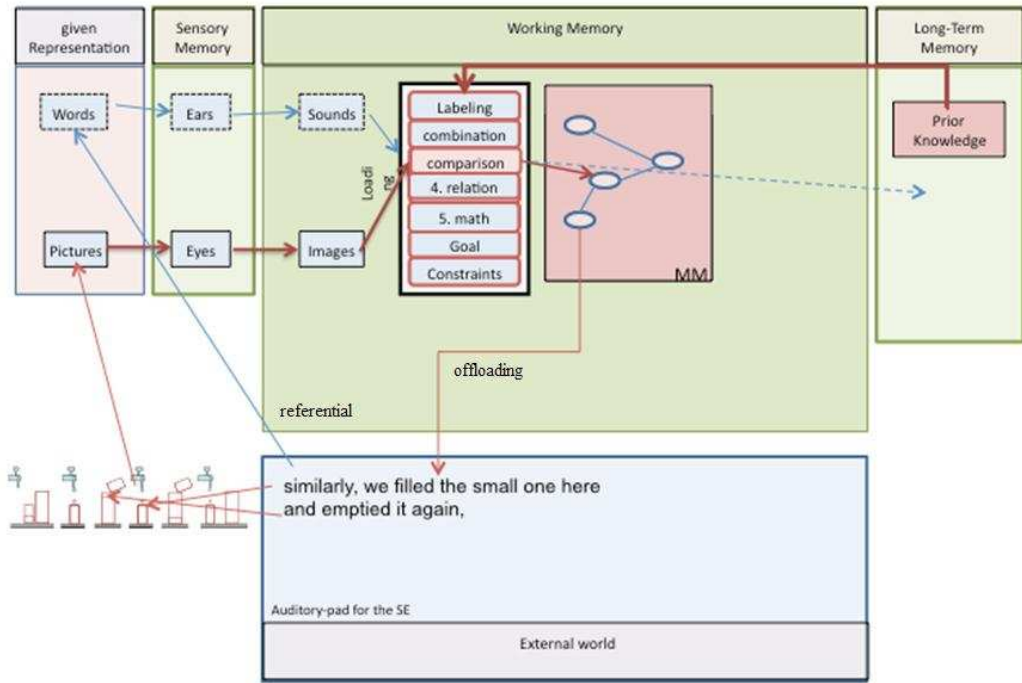 given
Representation
Sensory
Memory
Working Memory
Long-Term
Memory
Words
Ears
Sounds
Labeling
combination
comparison
4. relation
5. math
Goal
Constraints
Loadi
ng
Prior
Knowledge
Pictures
Eyes
Images
MM
offloading
referential
similarly, we filled the small one here
and emptied it again,
Auditory-pad for the SE
External world